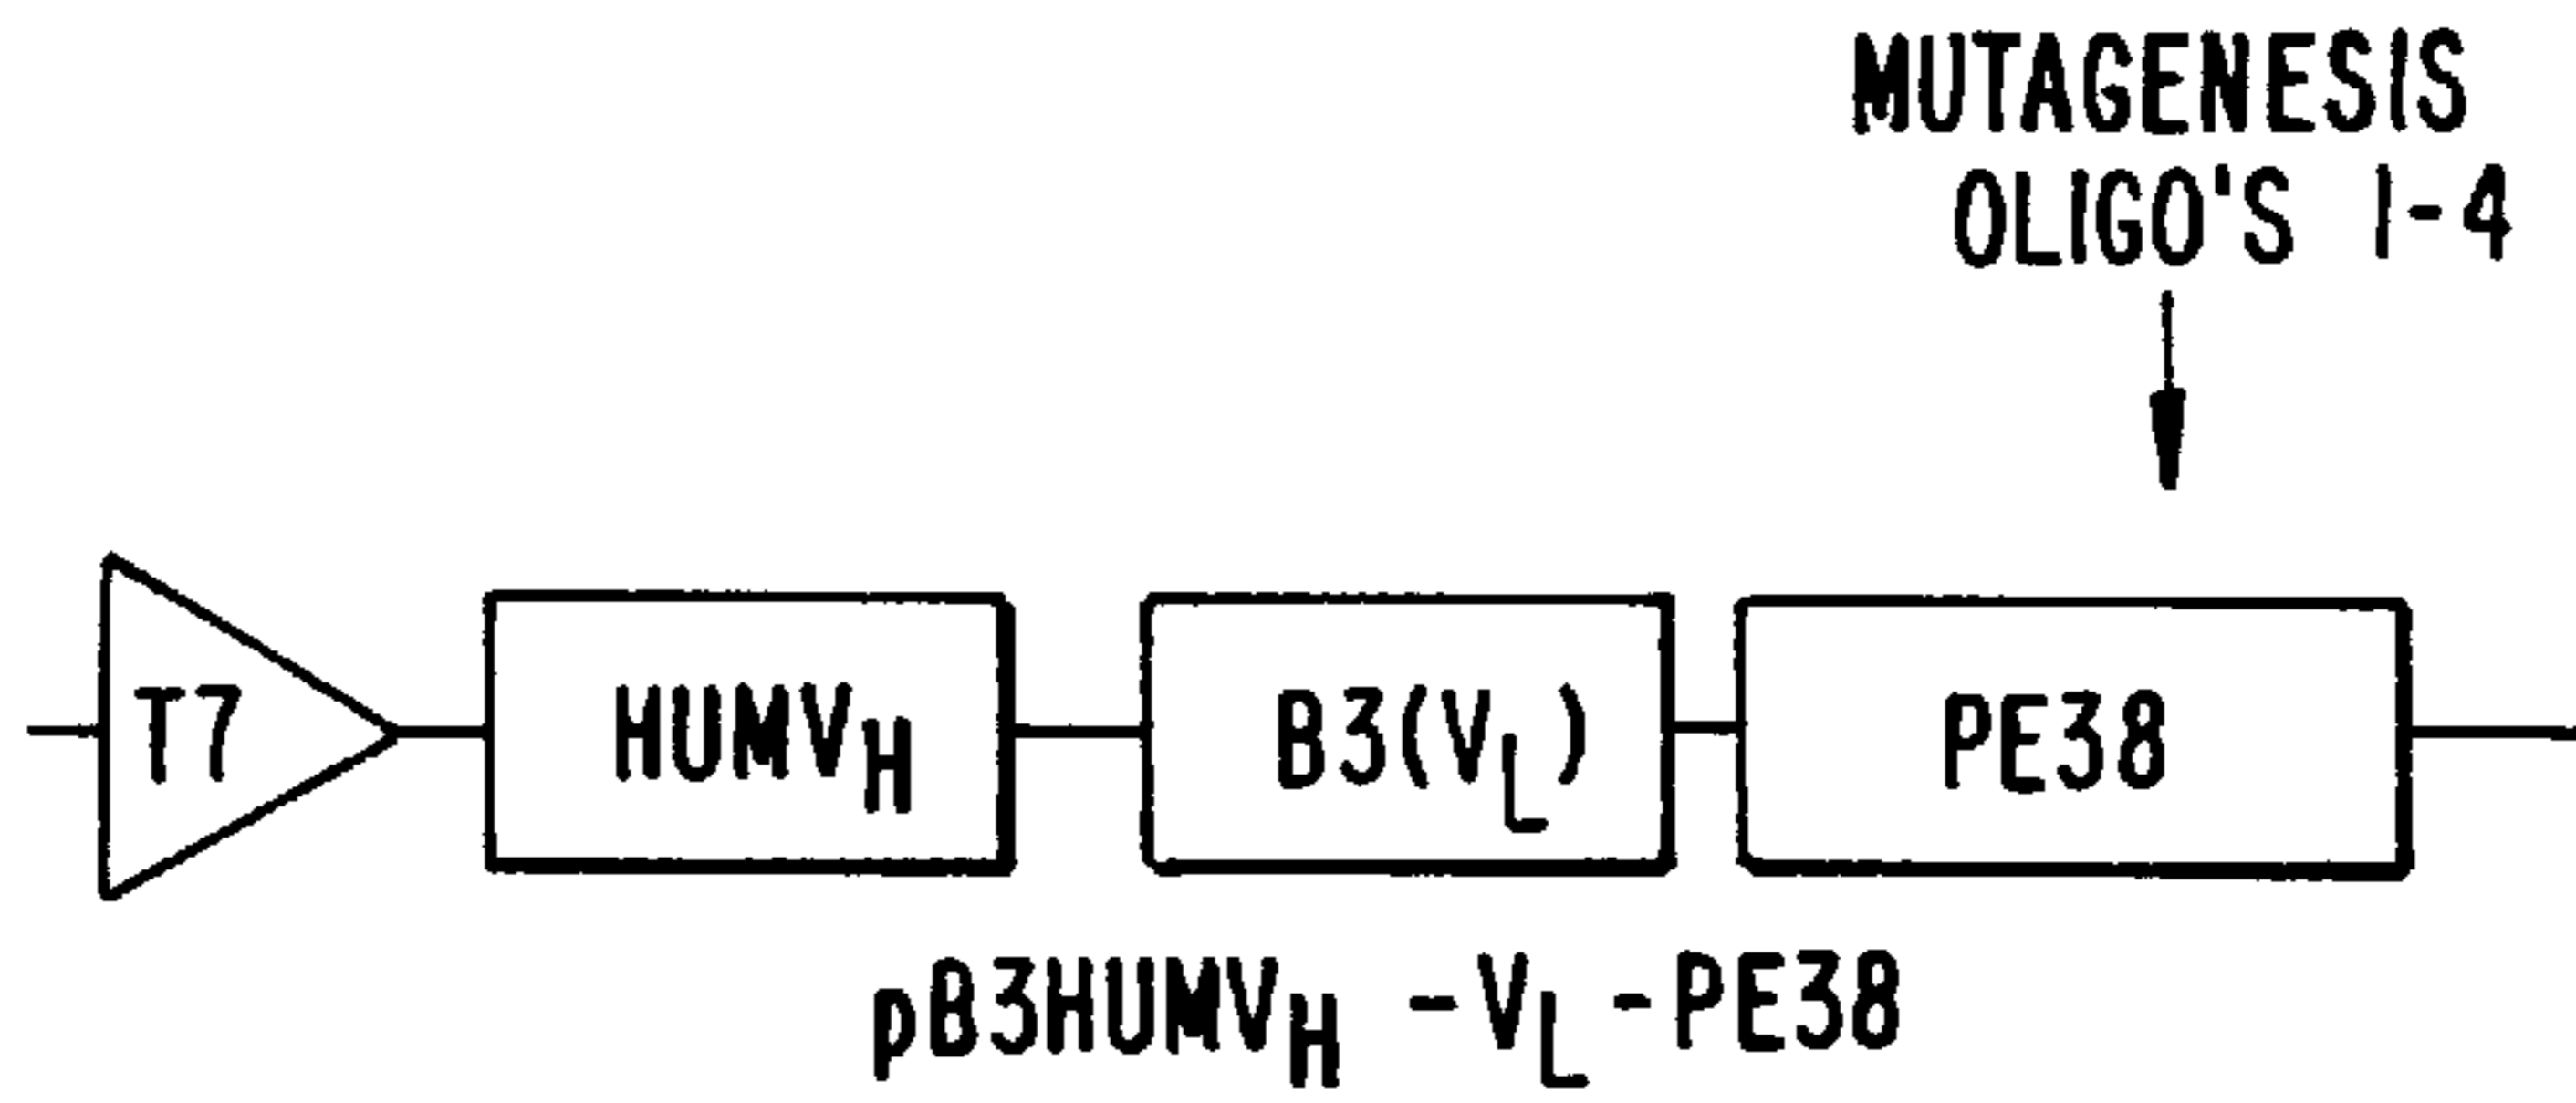 MUTAGENESIS
OLIGO'S 1-4
T7
HUMVH
B3(VL)
PE38
pB3HUMVH -VL-PE38